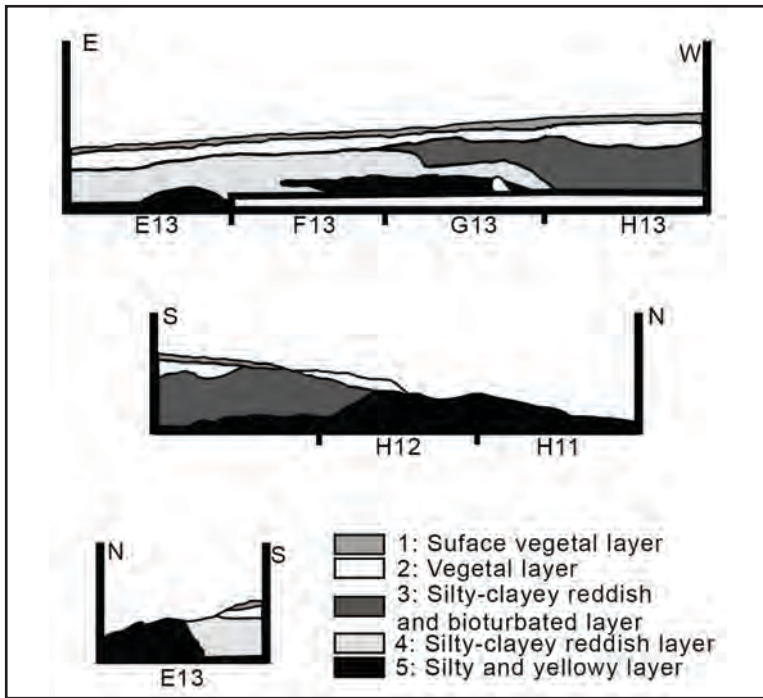 E W
E13 F13 G13 H13
S N
H12 H11
N S
E13
1: Suface vegetal layer
2: Vegetal layer
3: Silty-clayey reddish
and bioturbated layer
4: Silty-clayey reddish layer
5: Silty and yellowy layer